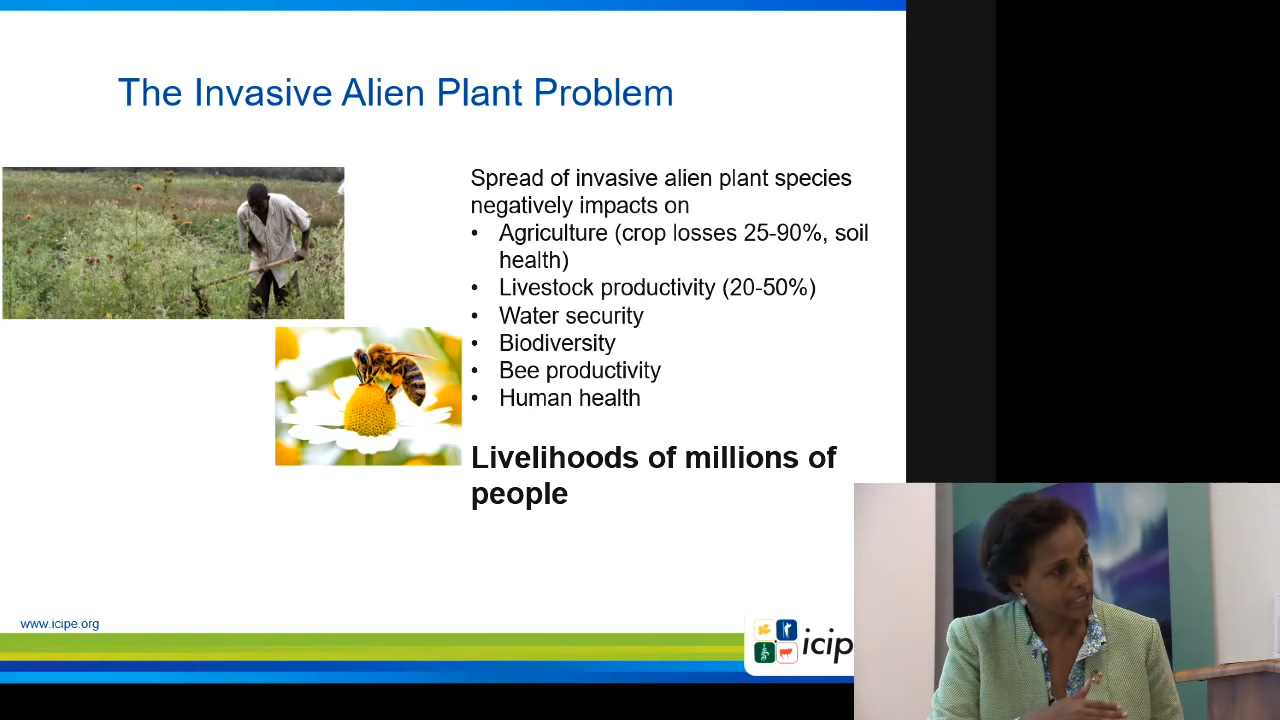 The Invasive Alien Plant Problem
Spread of invasive alien plant species
negatively impacts on
• Agriculture (crop losses 25-90%, soil
health)
• Livestock productivity (20-50%)
• Water security
• Biodiversity
• Bee productivity
• Human health
Livelihoods of millions of
people
www.icipe.org
icip